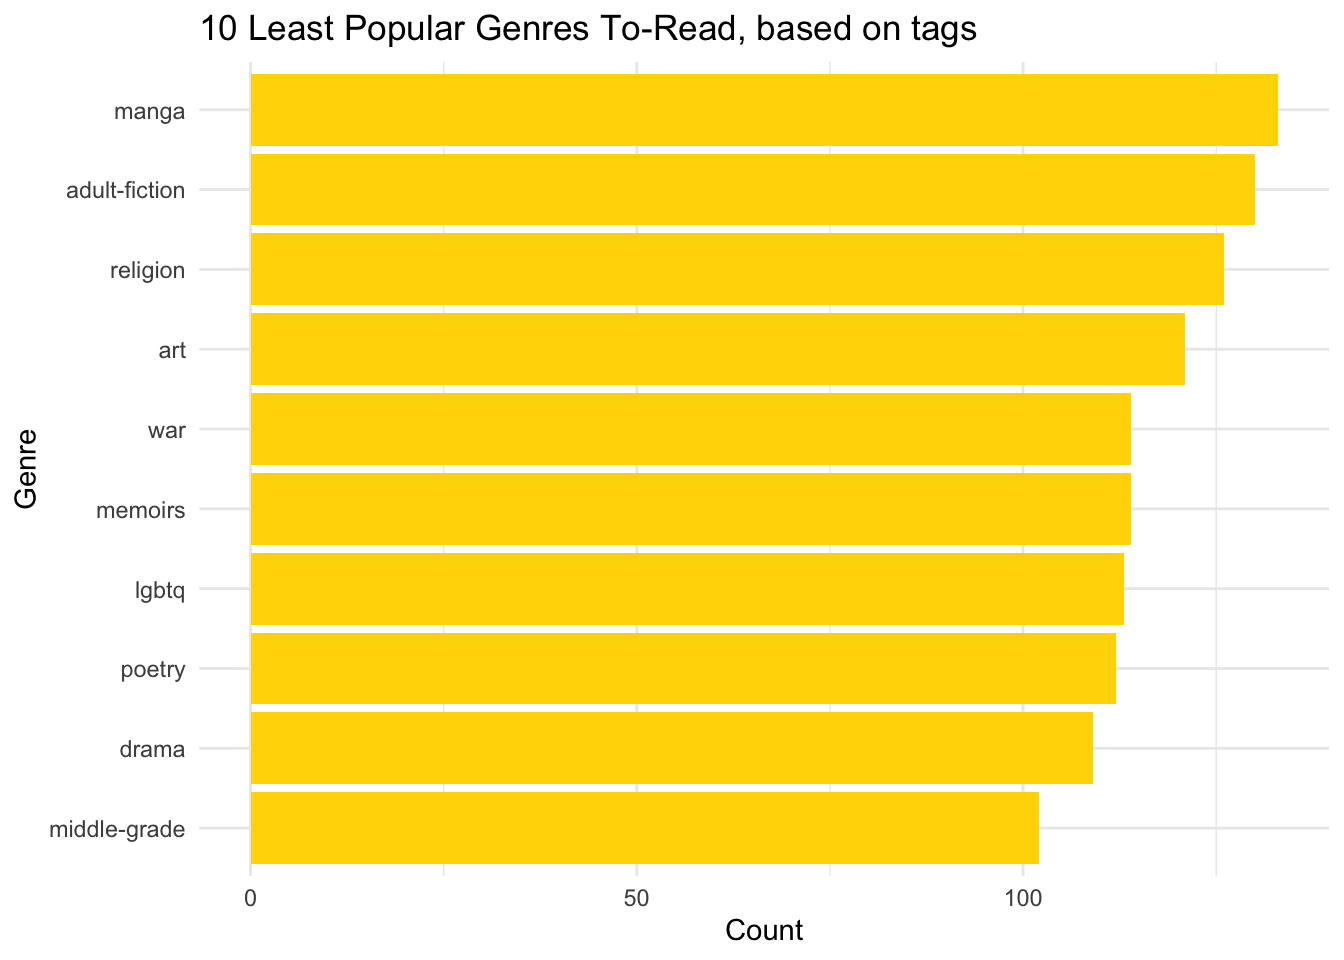 10 Least Popular Genres To-Read, based on tags
manga
adult-fiction
religion
art
war
memoirs
lgbtq
poetry
drama
middle-grade
Genre
0 50 100
Count